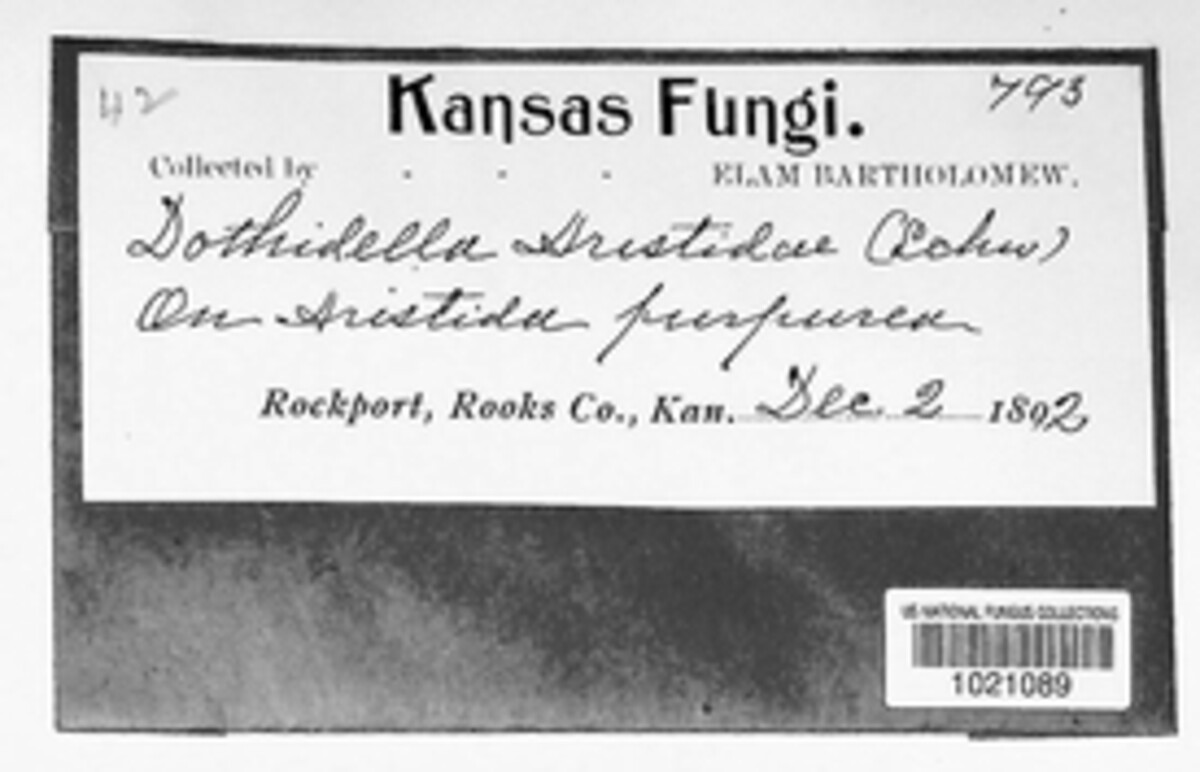 42
Kansas Fungi.
793
Collected by . . . ELAM BARTHOLOMEW.
Dothidella Aristidae (Schw)
On Aristida purpurea
Rockport, Rooks Co., Kan. Dec. 2 1892
US NATIONAL FUNGUS COLLECTIONS
1021089